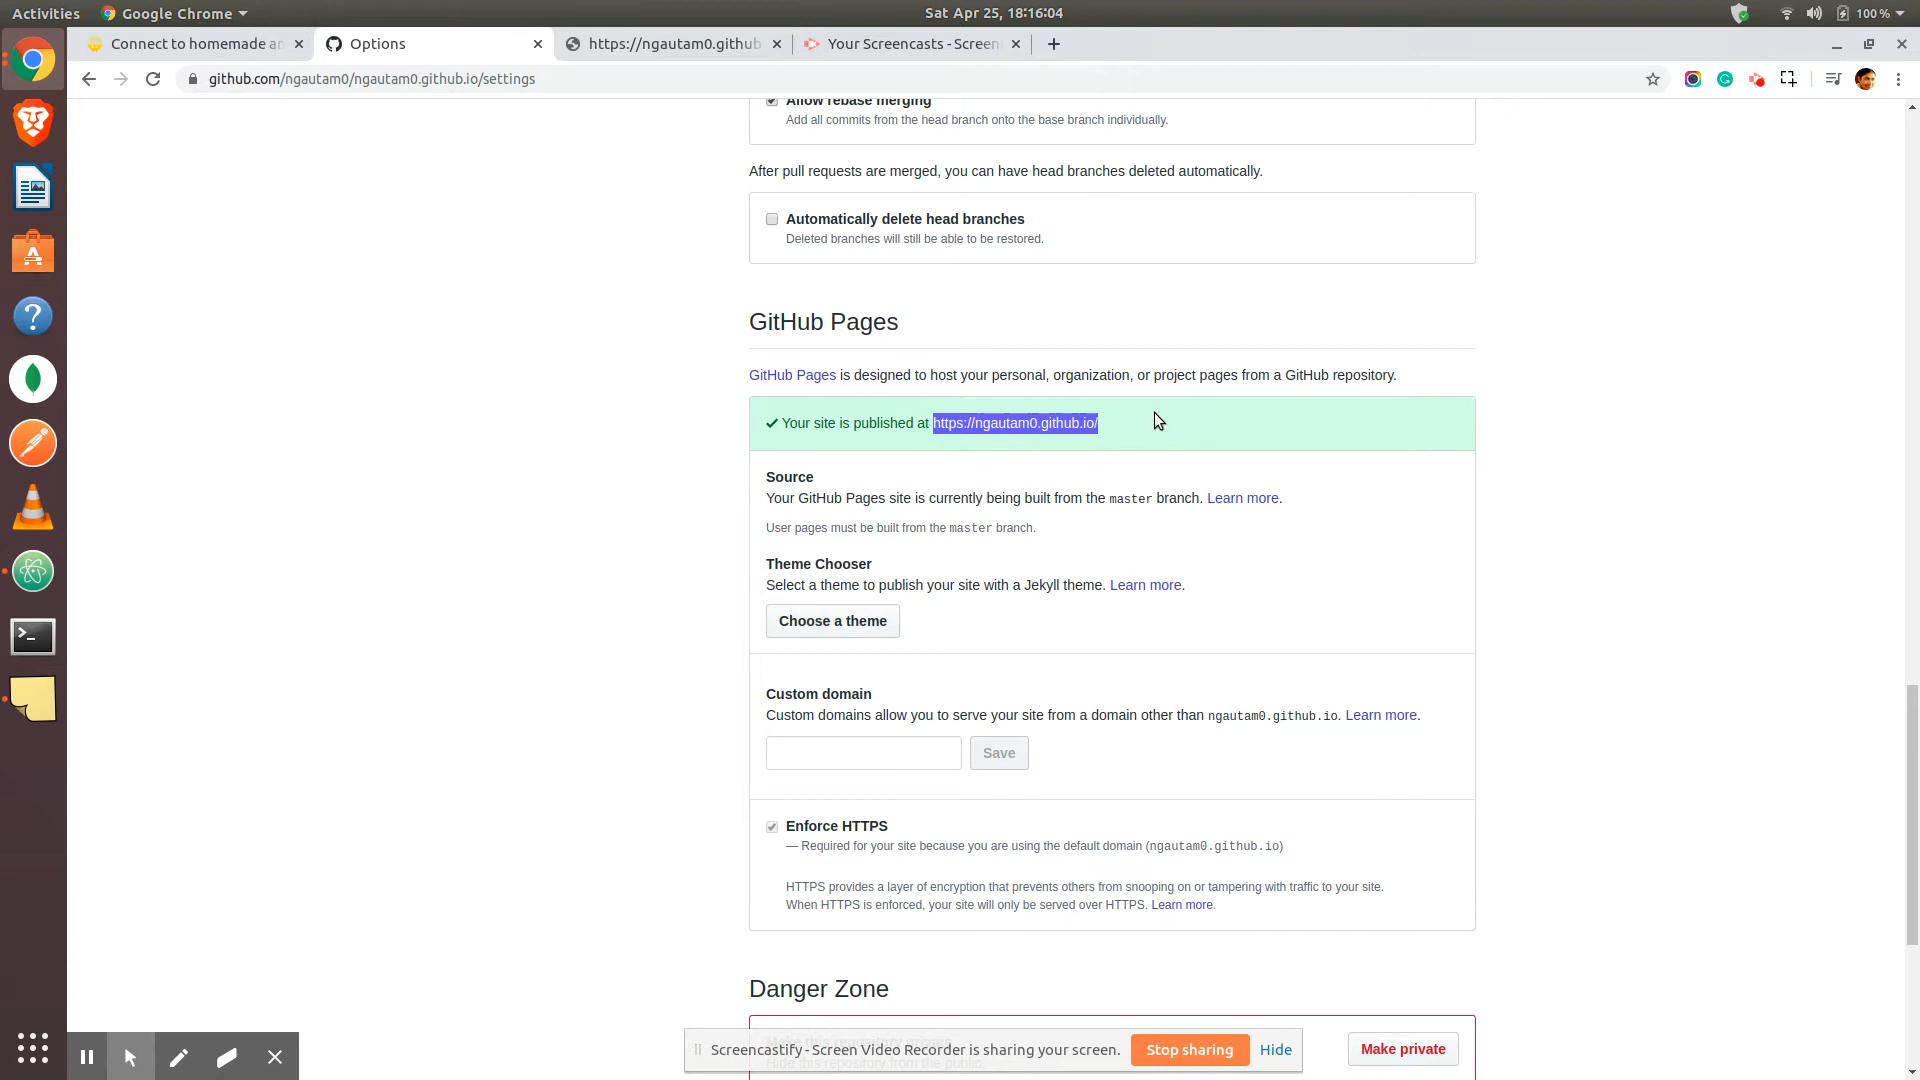 Activities
Google Chrome
Sat Apr 25, 18∶16∶04
100 %
Connect to homemade an
Options
https://ngautam0.github
Your Screencasts - Screen
github.com/ngautam0/ngautam0.github.io/settings
Allow rebase merging
Add all commits from the head branch onto the base branch individually.
After pull requests are merged, you can have head branches deleted automatically.
Automatically delete head branches
Deleted branches will still be able to be restored.
GitHub Pages
GitHub Pages is designed to host your personal, organization, or project pages from a GitHub repository.
✓ Your site is published at https://ngautam0.github.io/
Source
Your GitHub Pages site is currently being built from the master branch. Learn more.
User pages must be built from the master branch.
Theme Chooser
Select a theme to publish your site with a Jekyll theme. Learn more.
Choose a theme
Custom domain
Custom domains allow you to serve your site from a domain other than ngautam0.github.io. Learn more.
Save
Enforce HTTPS
— Required for your site because you are using the default domain (ngautam0.github.io)
HTTPS provides a layer of encryption that prevents others from snooping on or tampering with traffic to your site.
When HTTPS is enforced, your site will only be served over HTTPS. Learn more.
Danger Zone
Make this repository private
Hide this repository from the public.
Screencastify - Screen Video Recorder is sharing your screen.
Stop sharing
Hide
Make private